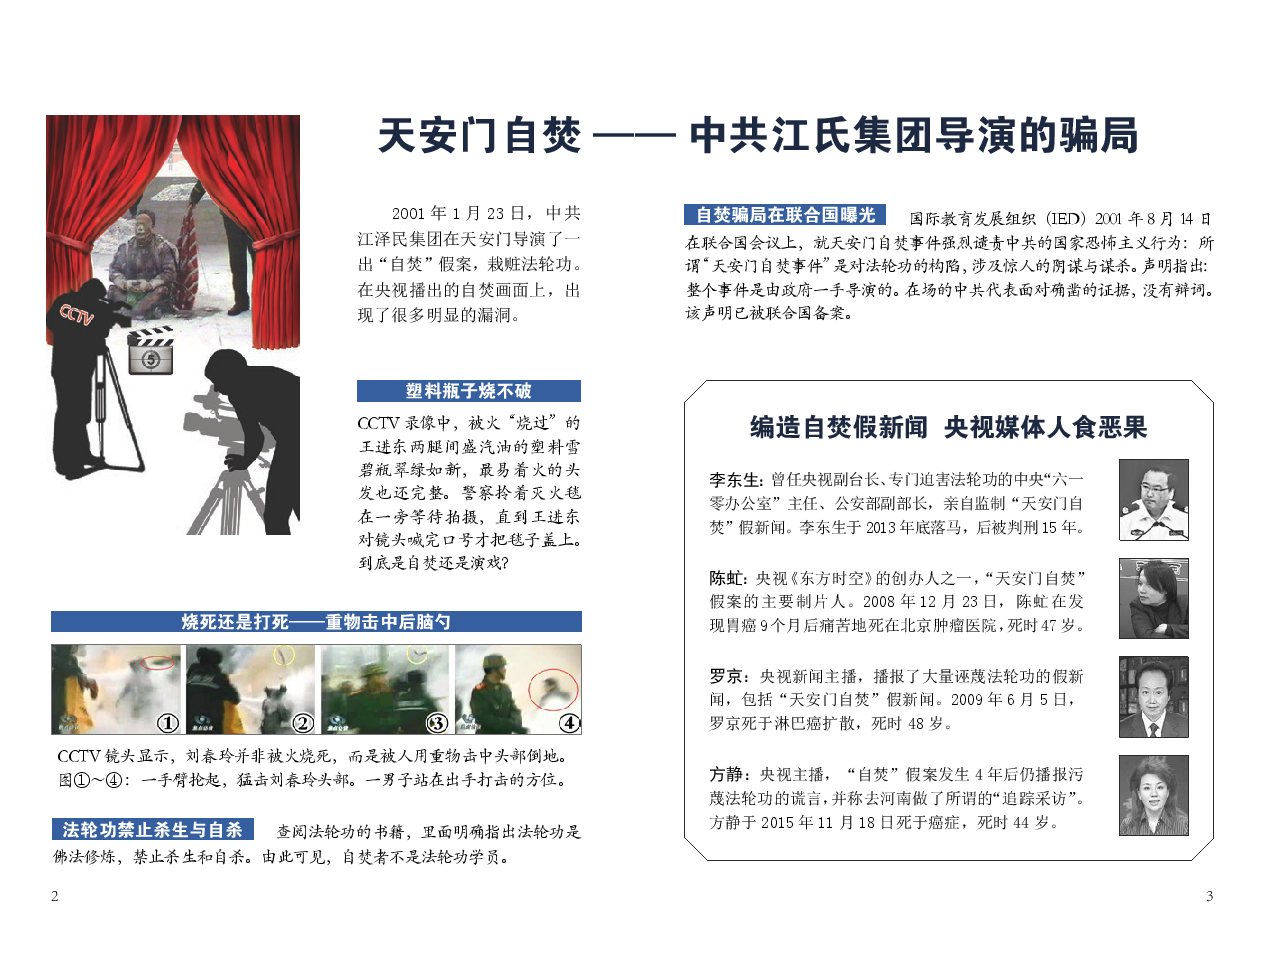 天安门自焚 —— 中共江氏集团导演的骗局
CCTV
5
2001 年 1 月 23 日，中共
江泽民集团在天安门导演了一
出“自焚”假案，栽赃法轮功。
在央视播出的自焚画面上，出
现了很多明显的漏洞。
塑料瓶子烧不破
CCTV 录像中，被火“烧过”的
王进东两腿间盛汽油的塑料雪
碧瓶翠绿如新，最易着火的头
发也还完整。警察拎着灭火毯
在一旁等待拍摄，直到王进东
对镜头喊完口号才把毯子盖上。
到底是自焚还是演戏?
烧死还是打死——重物击中后脑勺
① ② ③ ④
CCTV 镜头显示，刘春玲并非被火烧死，而是被人用重物击中头部倒地。
图①～④：一手臂抡起，猛击刘春玲头部。一男子站在出手打击的方位。
法轮功禁止杀生与自杀 查阅法轮功的书籍，里面明确指出法轮功是
佛法修炼，禁止杀生和自杀。由此可见，自焚者不是法轮功学员。
2
自焚骗局在联合国曝光 国际教育发展组织（IED）2001 年 8 月 14 日
在联合国会议上，就天安门自焚事件强烈谴责中共的国家恐怖主义行为：所
谓“天安门自焚事件”是对法轮功的构陷，涉及惊人的阴谋与谋杀。声明指出：
整个事件是由政府一手导演的。在场的中共代表面对确凿的证据，没有辩词。
该声明已被联合国备案。
编造自焚假新闻 央视媒体人食恶果
李东生：曾任央视副台长、专门迫害法轮功的中央“六一
零办公室”主任、公安部副部长，亲自监制“天安门自
焚”假新闻。李东生于 2013 年底落马，后被判刑 15 年。
陈虻：央视《东方时空》的创办人之一，“天安门自焚”
假案的主要制片人。2008 年 12 月 23 日，陈虻在发
现胃癌 9 个月后痛苦地死在北京肿瘤医院，死时 47 岁。
罗京：央视新闻主播，播报了大量诬蔑法轮功的假新
闻，包括“天安门自焚”假新闻。2009 年 6 月 5 日，
罗京死于淋巴癌扩散，死时 48 岁。
方静：央视主播，“自焚”假案发生 4 年后仍播报污
蔑法轮功的谎言，并称去河南做了所谓的“追踪采访”。
方静于 2015 年 11 月 18 日死于癌症，死时 44 岁。
3